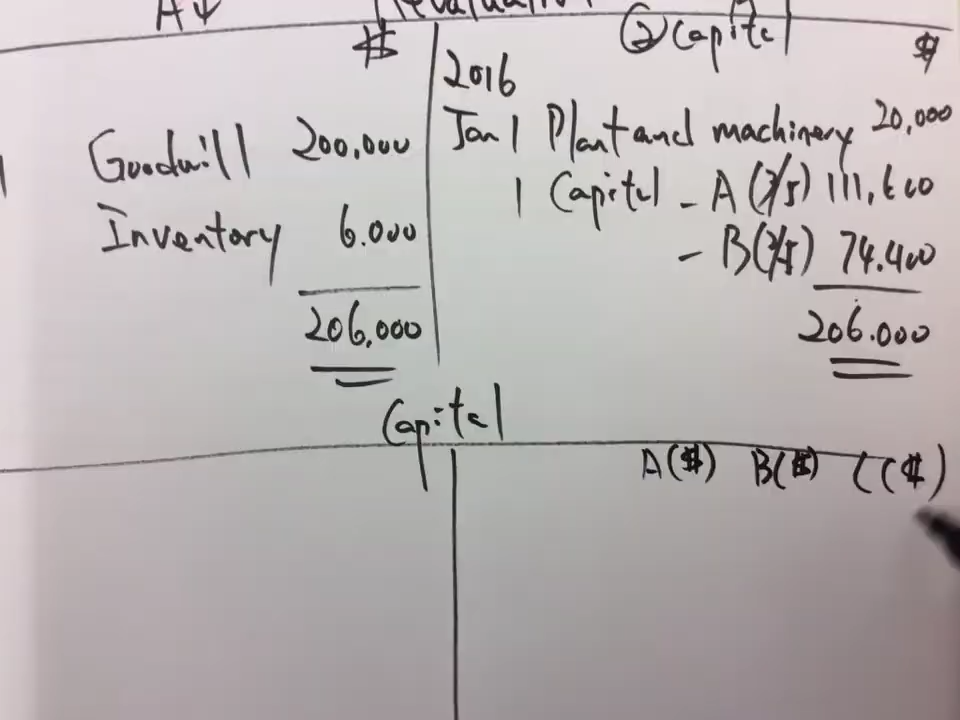 A↓ Revaluation
$ ② Capital $
2016
Goodwill 200,000 Jan 1 Plant and machinery 20,000
Inventory 6.000 1 Capital - A (3/5) 111,600
- B (2/5) 74.400
206,000 206.000
Capital
A($) B($) C($)